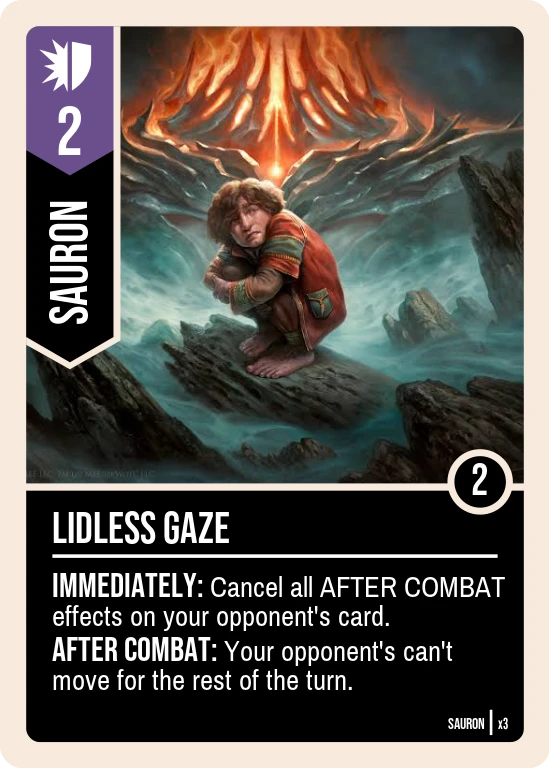 2
SAURON
2
LIDLESS GAZE
IMMEDIATELY: Cancel all AFTER COMBAT
effects on your opponent's card.
AFTER COMBAT: Your opponent's can't
move for the rest of the turn.
SAURON | x3